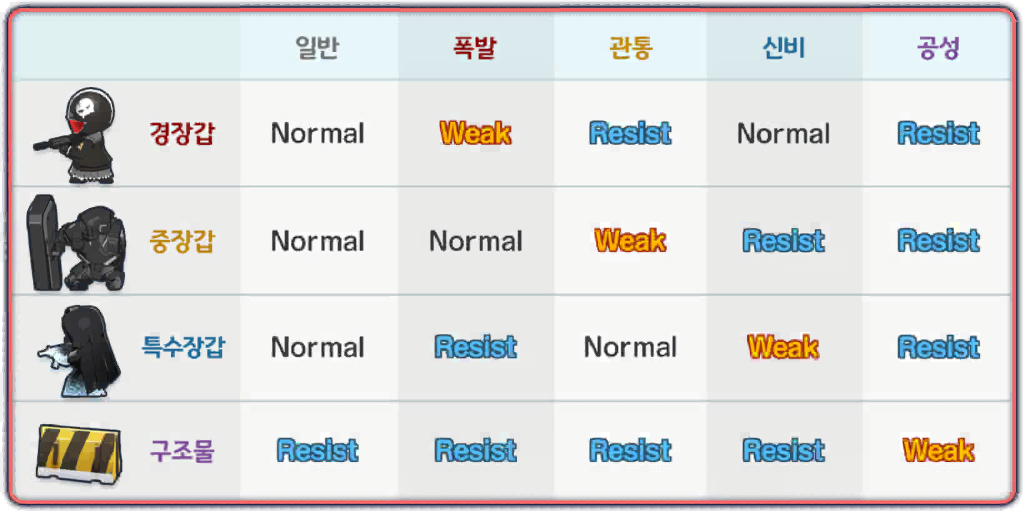 일반 폭발 관통 신비 공성
경장갑 Normal Weak Resist Normal Resist
중장갑 Normal Normal Weak Resist Resist
특수장갑 Normal Resist Normal Weak Resist
구조물 Resist Resist Resist Resist Weak